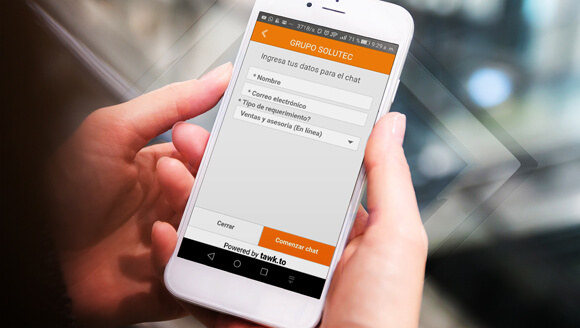 371B/s 71% 9:29 a.m.
GRUPO SOLUTEC
Ingresa tus datos para el chat
* Nombre
* Correo electrónico
* Tipo de requerimiento?
Ventas y asesoría (En línea)
Cerrar
Comenzar chat
Powered by tawk.to